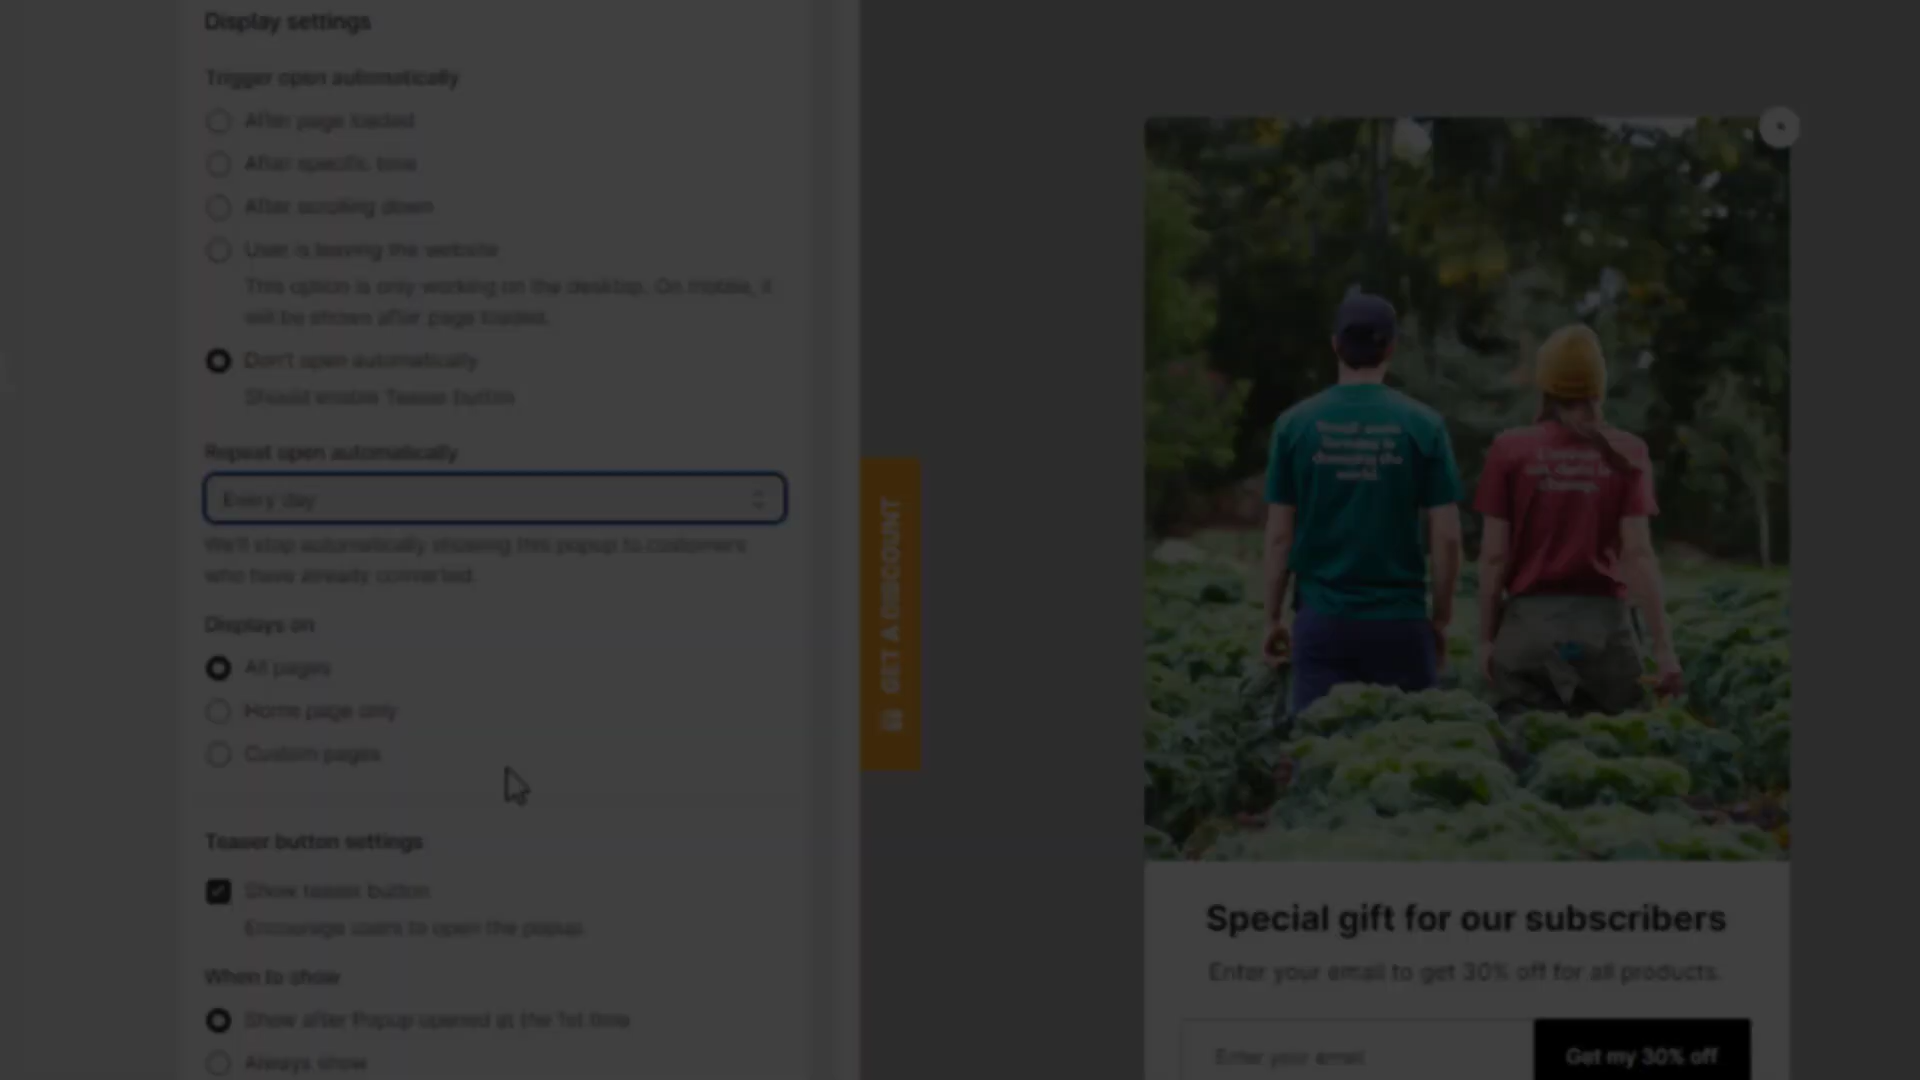 Display settings
Trigger open automatically
After page loaded
After specific time
After scrolling down
User is leaving the website
This option is only working on the desktop. On mobile, it
will be shown after page loaded.
Don't open automatically
Should enable Teaser button
Repeat open automatically
Every day
We'll stop automatically showing this popup to customers
who have already converted.
Displays on
All pages
Home page only
Custom pages
Teaser button settings
Show teaser button
Encourage users to open the popup.
When to show
Show after Popup opened at the 1st time
Always show
GET A DISCOUNT
Special gift for our subscribers
Enter your email to get 30% off for all products.
Enter your email
Get my 30% off